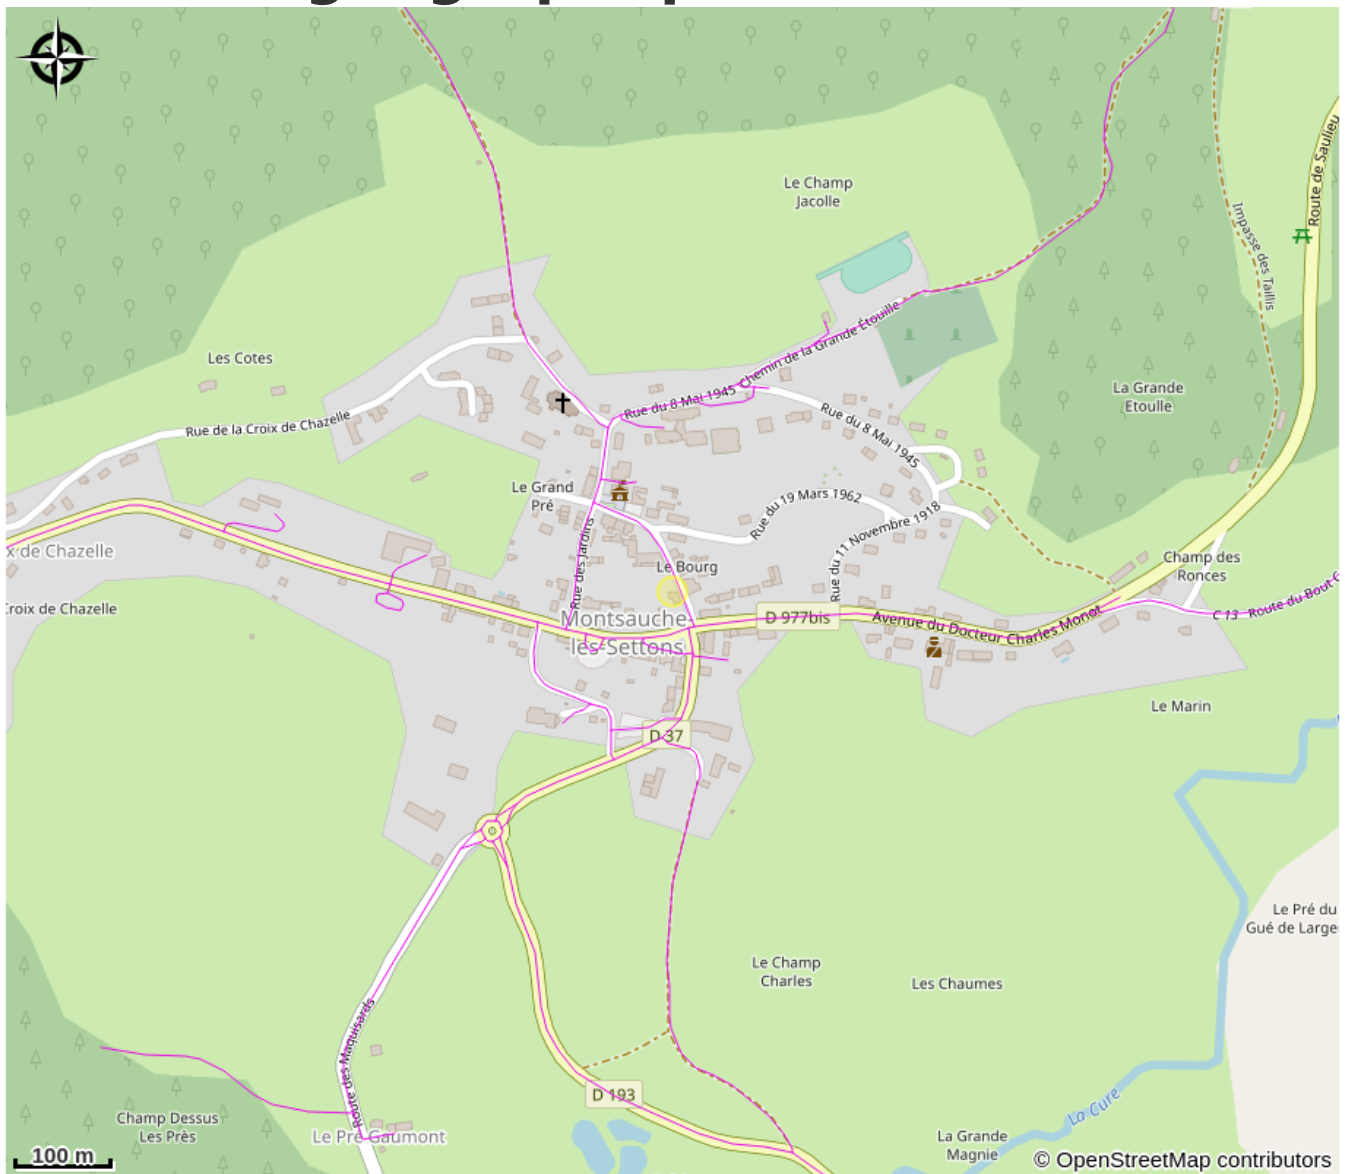 Le Champ
Jacolle
Route de Saulieu
Impasse des Taillis
Les Cotes
Chemin de la Grande Étouille
Rue du 8 Mai 1945
La Grande
Etoulle
Rue de la Croix de Chazelle
Rue du 8 Mai 1945
Le Grand
Pré
Rue du 19 Mars 1962
Rue du 11 Novembre 1918
x de Chazelle
Rue des Jardins
Le Bourg
Champ des
Ronces
Croix de Chazelle
Montsauche-
les-Settons
D 977bis
Avenue du Docteur Charles Monot
C 13 - Route du Bout
Le Marin
D 37
Le Pré du
Gué de Large
Le Champ
Charles
Les Chaumes
Route des Maquisards
D 193
La Cure
Champ Dessus
Les Près
Le Pré Gaumont
La Grande
Magnie
100 m
© OpenStreetMap contributors